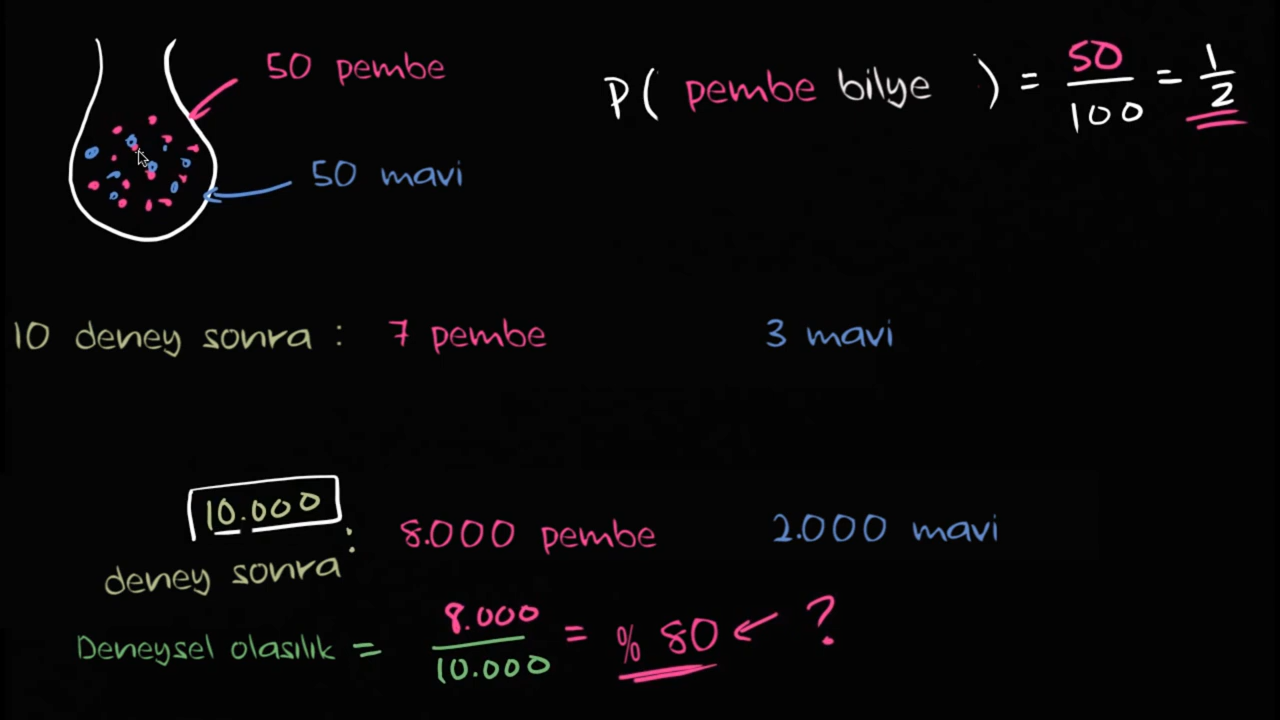 50 pembe
P( pembe bilye ) = 50/100 = 1/2
50 mavi
10 deney sonra : 7 pembe 3 mavi
10.000
deney sonra : 8.000 pembe 2.000 mavi
Deneysel olasılık = 8.000/10.000 = % 80 ← ?